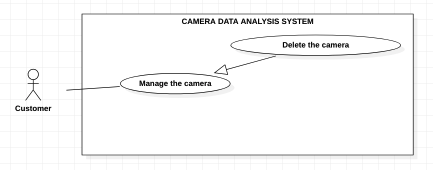 CAMERA DATA ANALYSIS SYSTEM
Delete the camera
Manage the camera
Customer